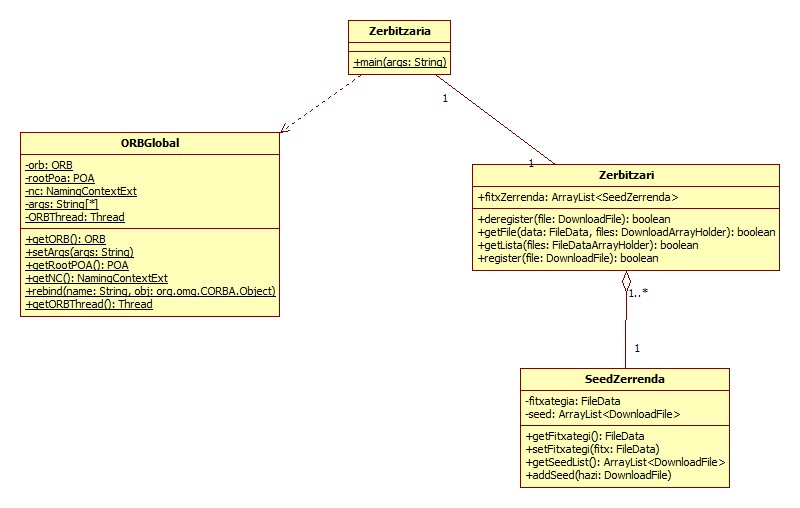 Zerbitzaria
+main(args: String)
1
ORBGlobal
-orb: ORB
-rootPoa: POA
-nc: NamingContextExt
-args: String[*]
-ORBThread: Thread
+getORB(): ORB
+setArgs(args: String)
+getRootPOA(): POA
+getNC(): NamingContextExt
+rebind(name: String, obj: org.omg.CORBA.Object)
+getORBThread(): Thread
1
Zerbitzari
+fitxZerrenda: ArrayList<SeedZerrenda>
+deregister(file: DownloadFile): boolean
+getFile(data: FileData, files: DownloadArrayHolder): boolean
+getLista(files: FileDataArrayHolder): boolean
+register(file: DownloadFile): boolean
1..*
1
SeedZerrenda
-fitxategia: FileData
-seed: ArrayList<DownloadFile>
+getFitxategi(): FileData
+setFitxategi(fitx: FileData)
+getSeedList(): ArrayList<DownloadFile>
+addSeed(hazi: DownloadFile)